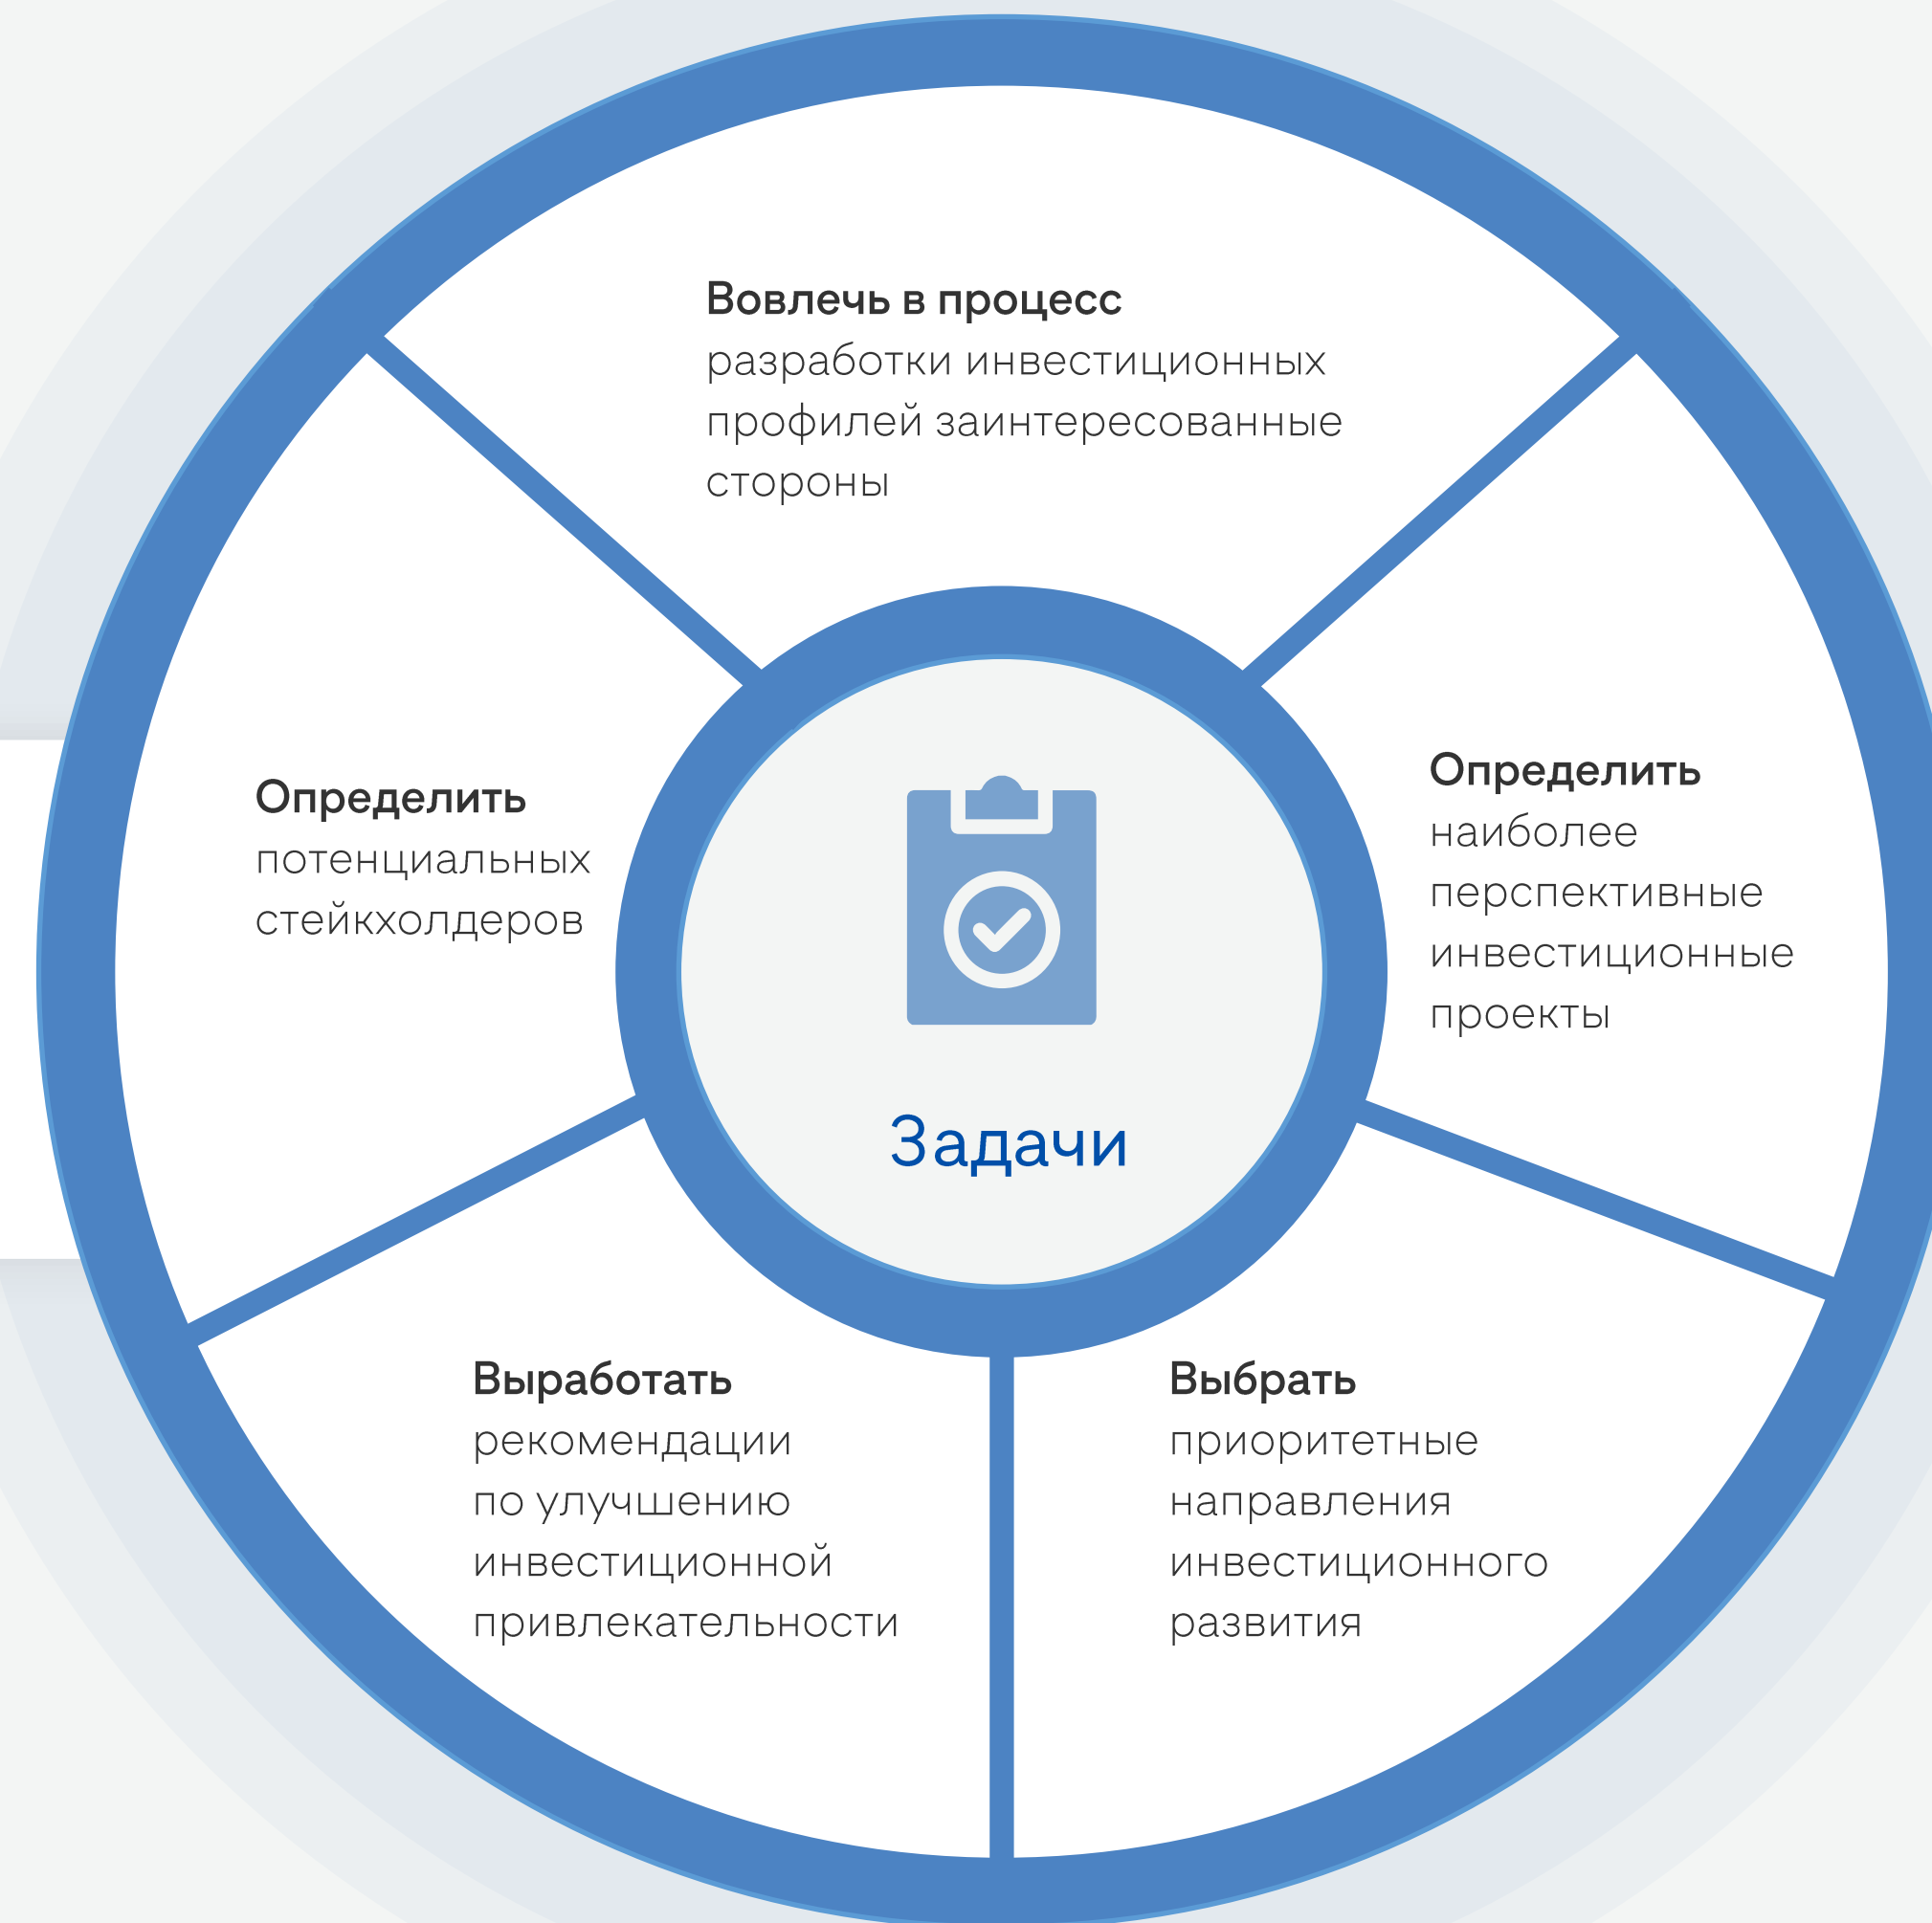 Вовлечь в процесс
разработки инвестиционных
профилей заинтересованные
стороны
Определить
потенциальных
стейкхолдеров
Определить
наиболее
перспективные
инвестиционные
проекты
Задачи
Выработать
рекомендации
по улучшению
инвестиционной
привлекательности
Выбрать
приоритетные
направления
инвестиционного
развития